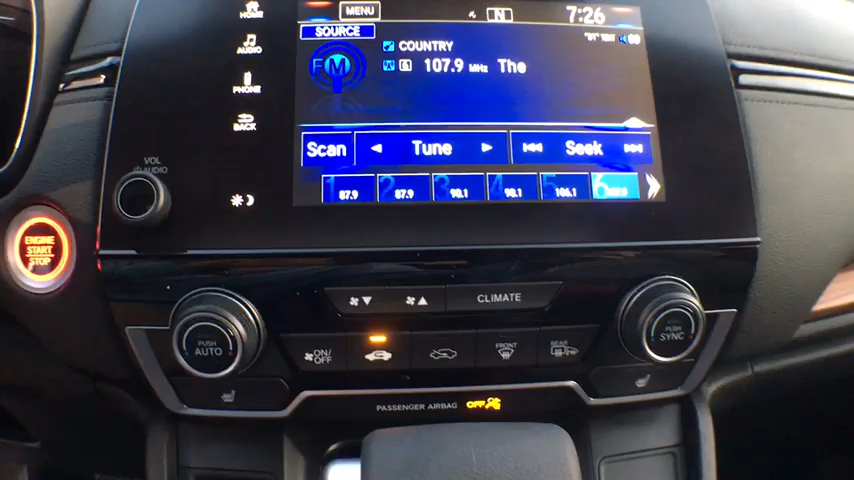 HOME
MENU
N
7:26
SOURCE
AUDIO
FM
COUNTRY
107.9 MHz The
PHONE
BACK
Scan
Tune
Seek
VOL
AUDIO
1 87.9
2 87.9
3 93.1
4 93.1
5 106.1
6
ENGINE
START
STOP
CLIMATE
PUSH
AUTO
ON/
OFF
FRONT
REAR
PUSH
SYNC
PASSENGER AIRBAG OFF